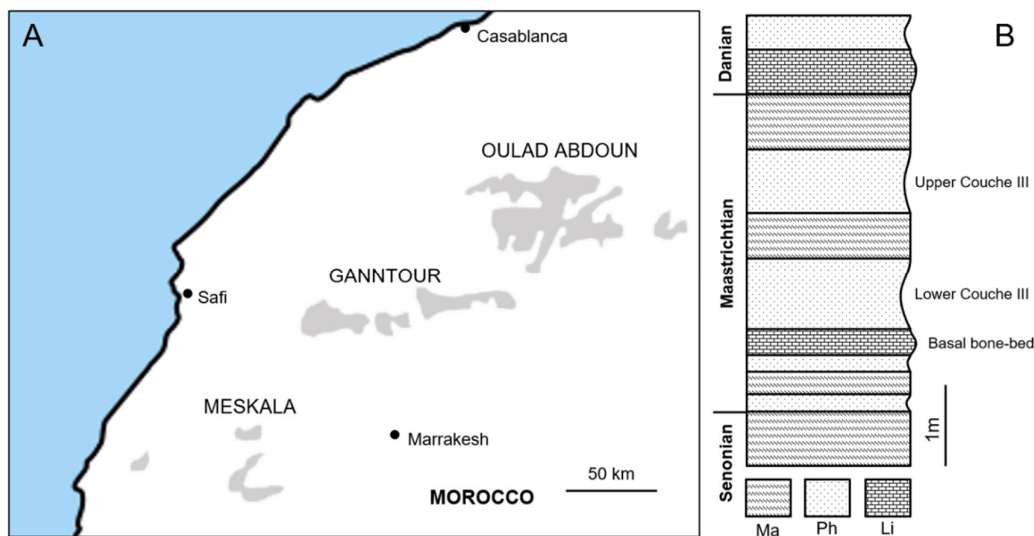 A
Casablanca
OULAD ABDOUN
GANNTOUR
Safi
MESKALA
Marrakesh
MOROCCO
50 km
B
Danian
Maastrichtian
Senonian
Upper Couche III
Lower Couche III
Basal bone-bed
1m
Ma
Ph
Li